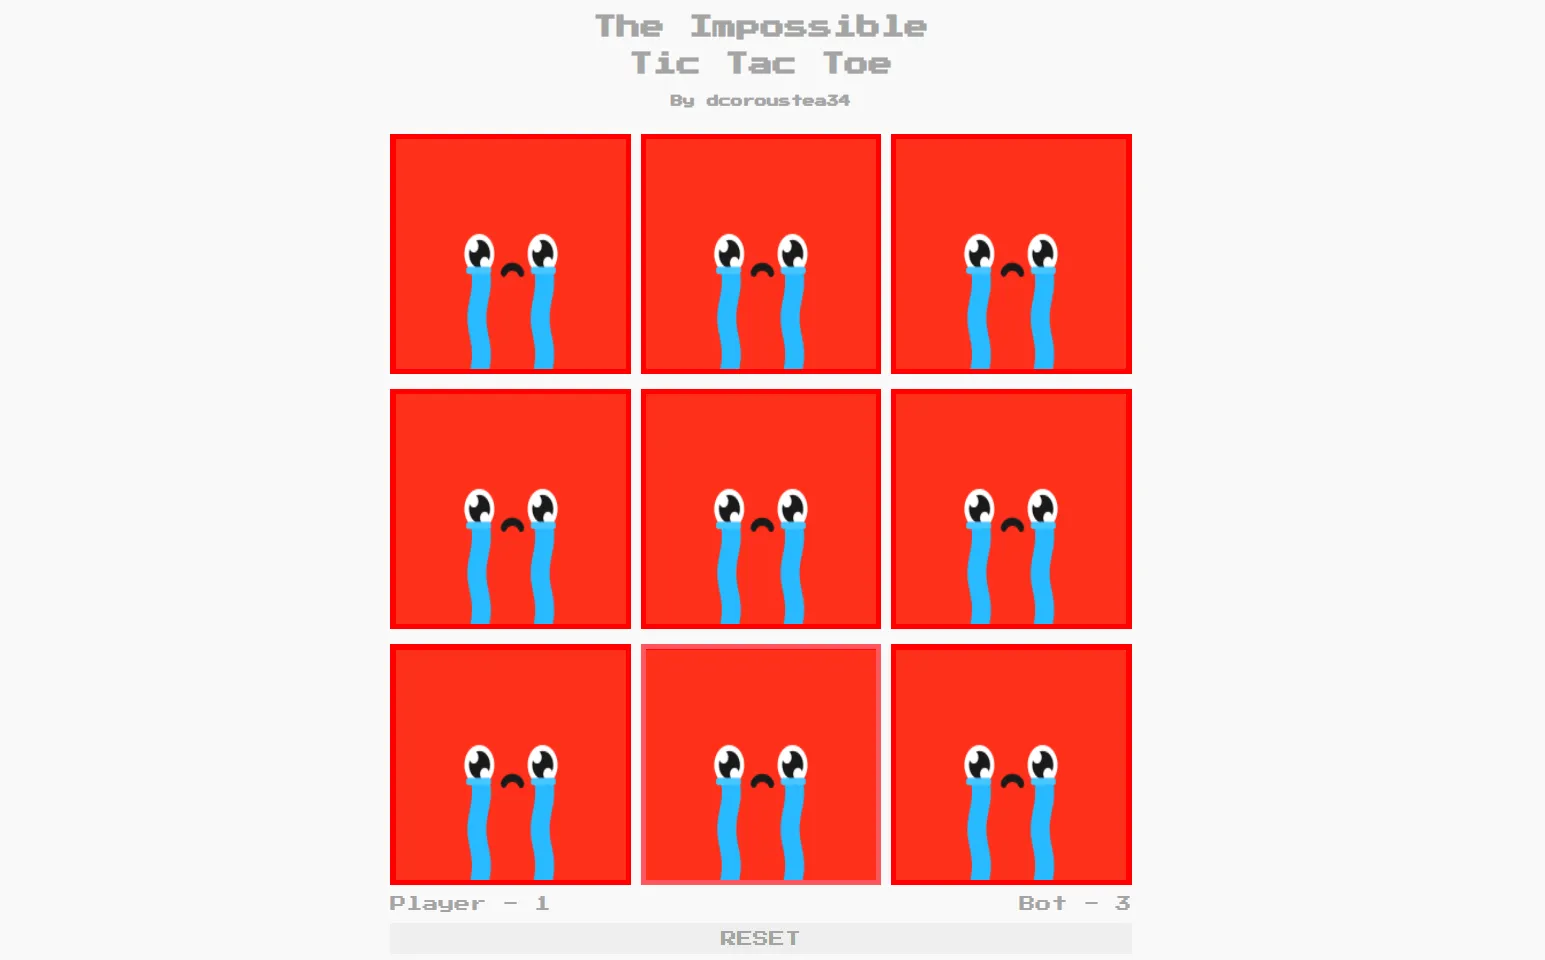 The Impossible
Tic Tac Toe
By dcoroustea34
Player - 1
Bot - 3
RESET